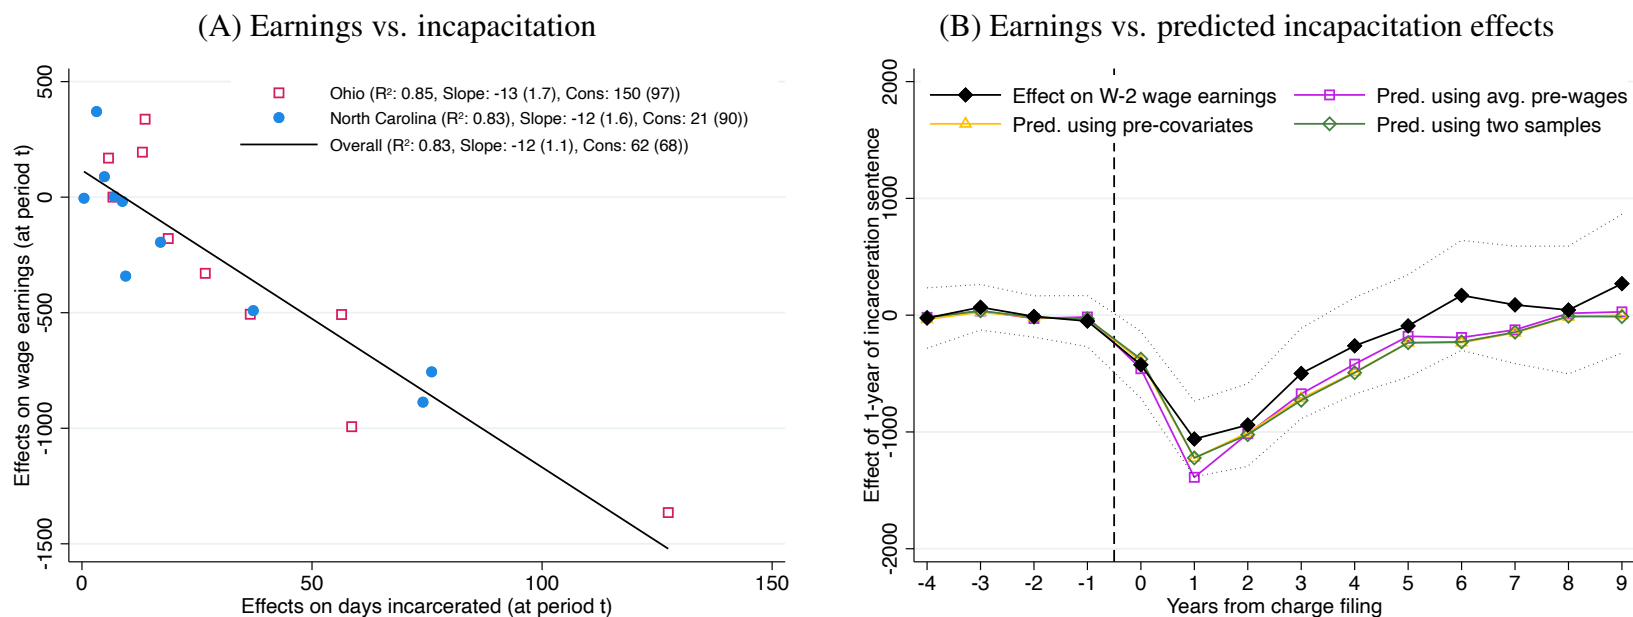 (A) Earnings vs. incapacitation
Effects on wage earnings (at period t)
500
0
-500
-1000
-1500
Ohio (R²: 0.85, Slope: -13 (1.7), Cons: 150 (97))
North Carolina (R²: 0.83), Slope: -12 (1.6), Cons: 21 (90))
Overall (R²: 0.83, Slope: -12 (1.1), Cons: 62 (68))
0 50 100 150
Effects on days incarcerated (at period t)
(B) Earnings vs. predicted incapacitation effects
Effect of 1-year of incarceration sentence
2000
1000
0
-1000
-2000
Effect on W-2 wage earnings
Pred. using avg. pre-wages
Pred. using pre-covariates
Pred. using two samples
-4 -3 -2 -1 0 1 2 3 4 5 6 7 8 9
Years from charge filing